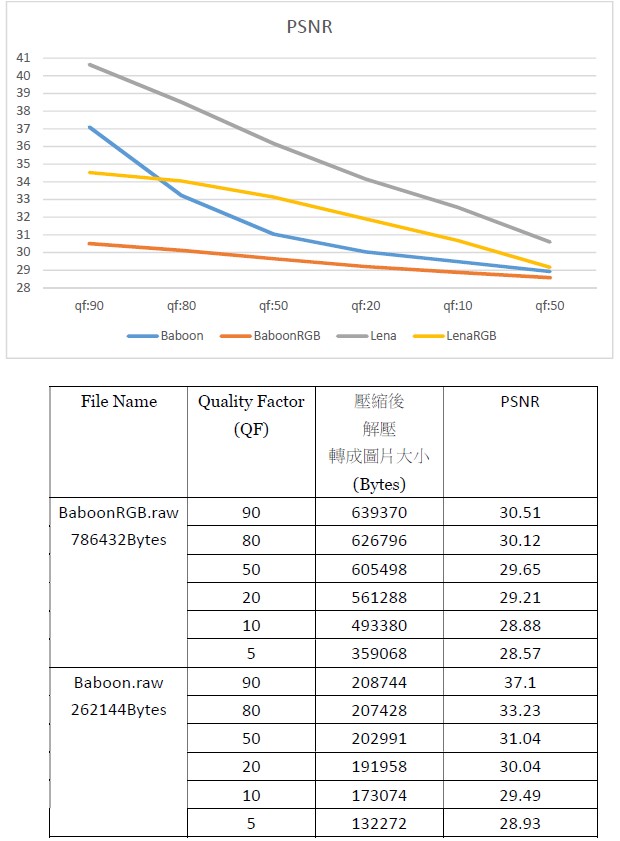 PSNR
41
40
39
38
37
36
35
34
33
32
31
30
29
28
qf:90 qf:80 qf:50 qf:20 qf:10 qf:50
Baboon BaboonRGB Lena LenaRGB
File Name Quality Factor (QF) 壓縮後 解壓 轉成圖片大小 (Bytes) PSNR
BaboonRGB.raw 90 639370 30.51
786432Bytes 80 626796 30.12
50 605498 29.65
20 561288 29.21
10 493380 28.88
5 359068 28.57
Baboon.raw 90 208744 37.1
262144Bytes 80 207428 33.23
50 202991 31.04
20 191958 30.04
10 173074 29.49
5 132272 28.93